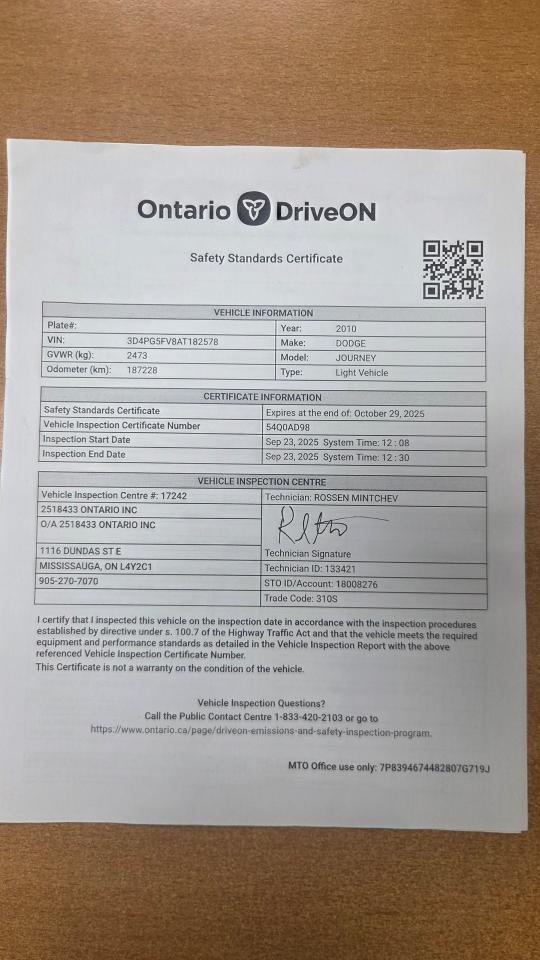 Ontario DriveON
Safety Standards Certificate
VEHICLE INFORMATION
Plate#:
Year: 2010
VIN: 3D4PG5FV8AT182578
Make: DODGE
GVWR (kg): 2473
Model: JOURNEY
Odometer (km): 187228
Type: Light Vehicle
CERTIFICATE INFORMATION
Safety Standards Certificate Expires at the end of: October 29, 2025
Vehicle Inspection Certificate Number 54Q0AD98
Inspection Start Date Sep 23, 2025 System Time: 12 : 08
Inspection End Date Sep 23, 2025 System Time: 12 : 30
VEHICLE INSPECTION CENTRE
Vehicle Inspection Centre #: 17242 Technician: ROSSEN MINTCHEV
2518433 ONTARIO INC
O/A 2518433 ONTARIO INC
1116 DUNDAS ST E Technician Signature
MISSISSAUGA, ON L4Y2C1 Technician ID: 133421
905-270-7070 STO ID/Account: 18008276
Trade Code: 310S
I certify that I inspected this vehicle on the inspection date in accordance with the inspection procedures
established by directive under s. 100.7 of the Highway Traffic Act and that the vehicle meets the required
equipment and performance standards as detailed in the Vehicle Inspection Report with the above
referenced Vehicle Inspection Certificate Number.
This Certificate is not a warranty on the condition of the vehicle.
Vehicle Inspection Questions?
Call the Public Contact Centre 1-833-420-2103 or go to
https://www.ontario.ca/page/driveon-emissions-and-safety-inspection-program.
MTO Office use only: 7P8394674482807G719J